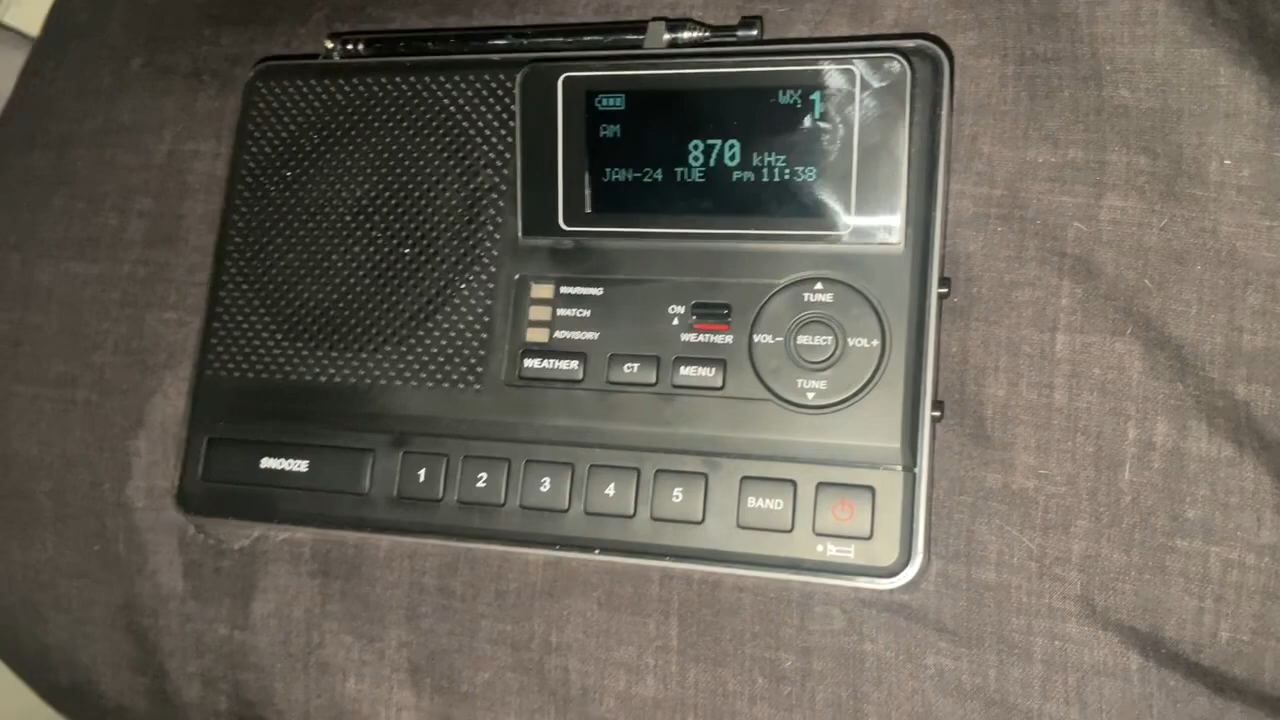 WX 1
AM
870 kHz
JAN-24 TUE PM 11:38
WARNING
WATCH
ADVISORY
ON
WEATHER
WEATHER
CT
MENU
TUNE
VOL-
SELECT
VOL+
TUNE
SNOOZE
1
2
3
4
5
BAND